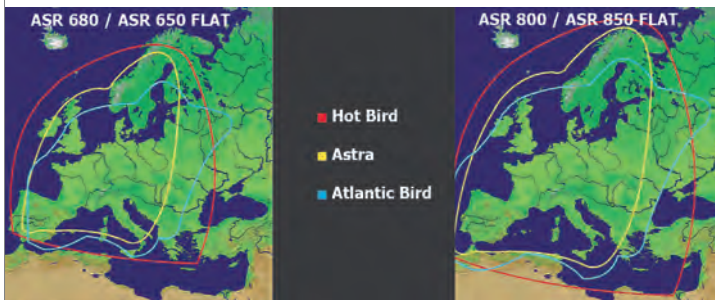 ASR 680 / ASR 650 FLAT
ASR 800 / ASR 850 FLAT
Hot Bird
Astra
Atlantic Bird